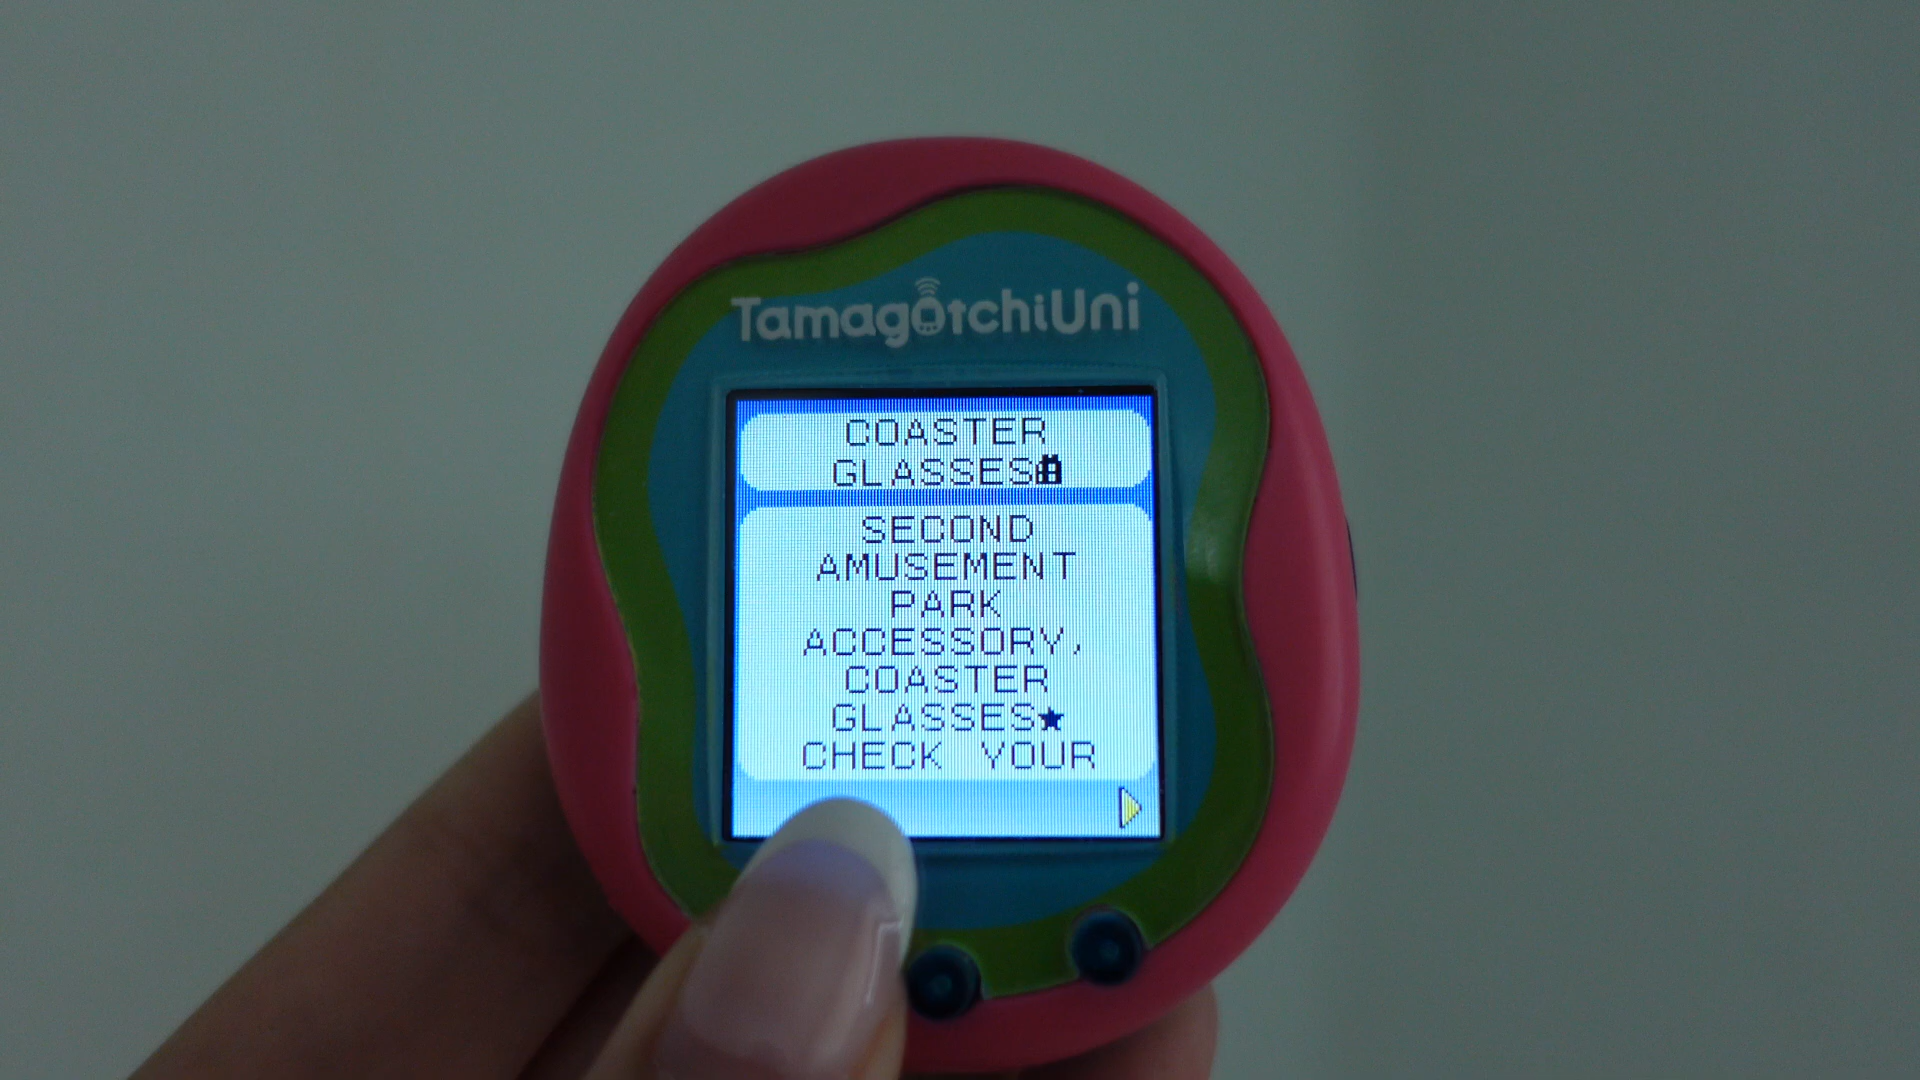 TamagotchiUni
COASTER
GLASSES
SECOND
AMUSEMENT
PARK
ACCESSORY,
COASTER
GLASSES★
CHECK YOUR